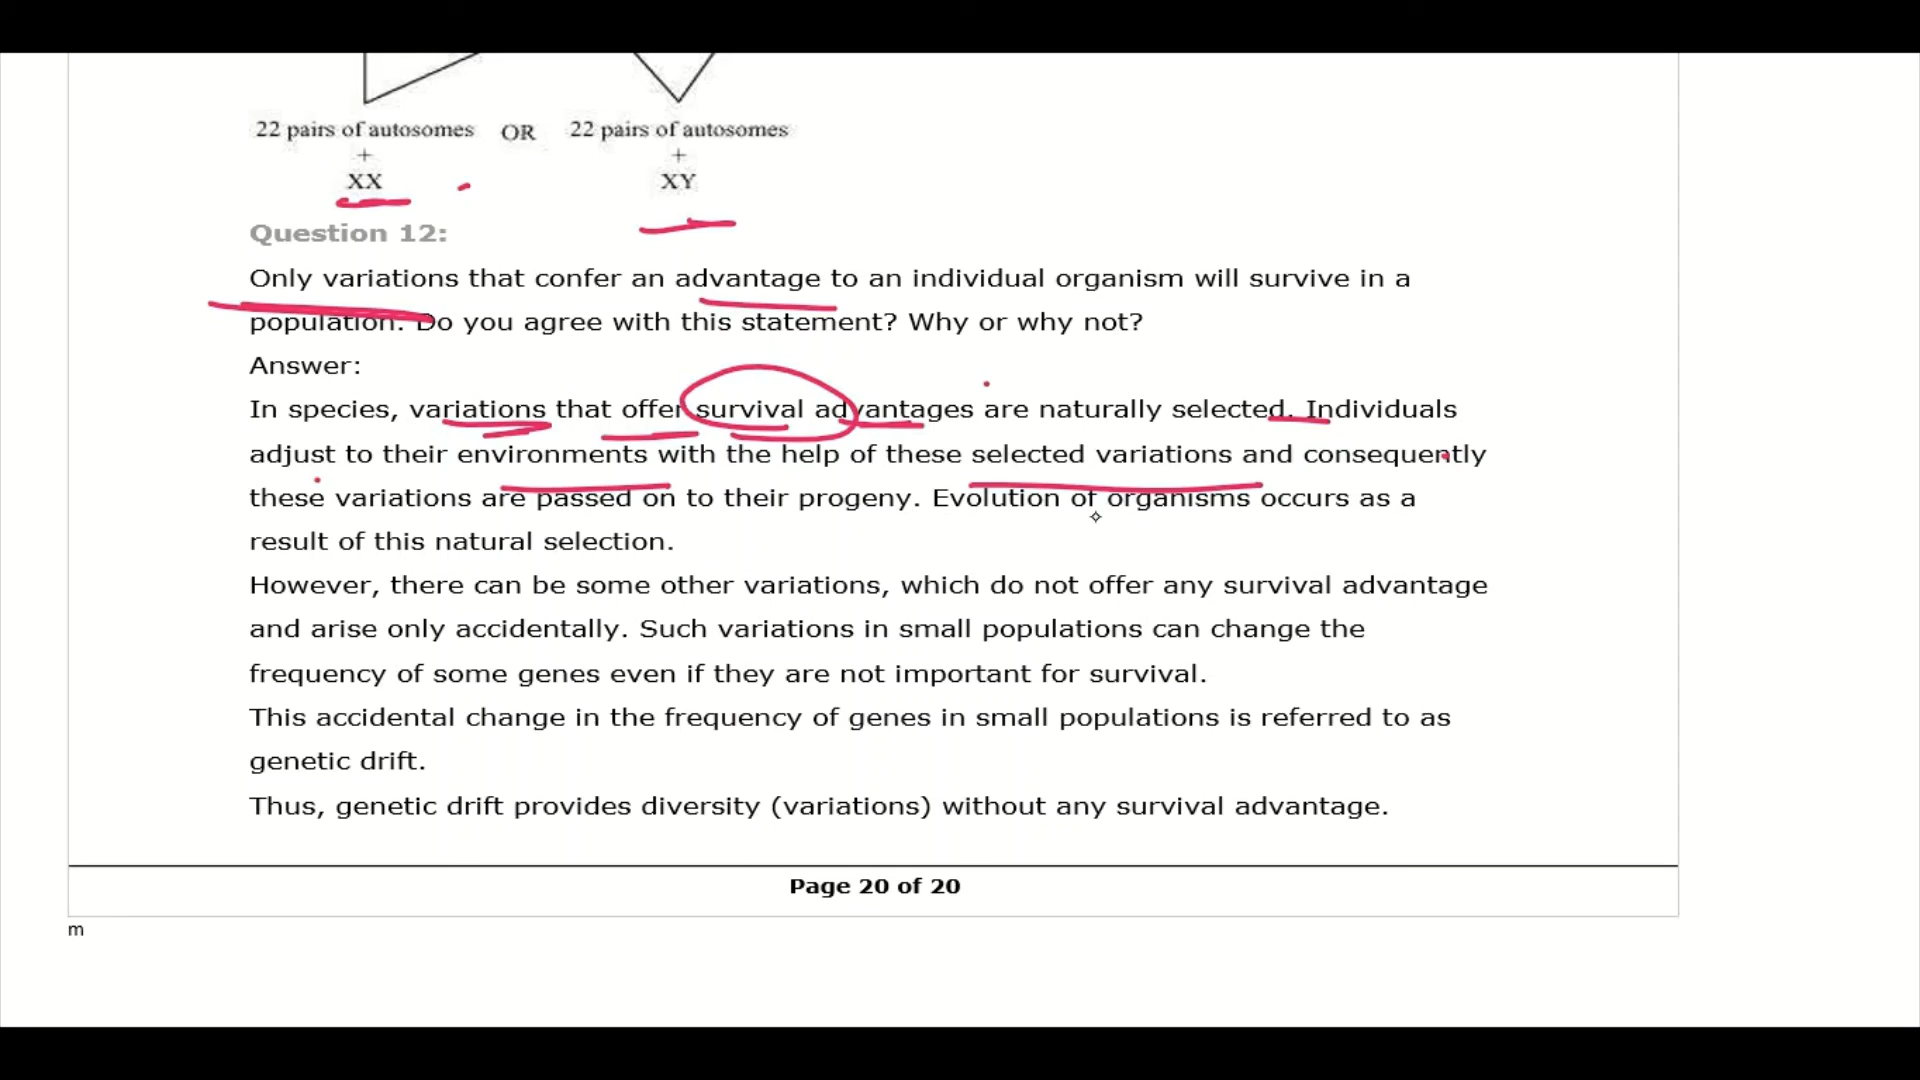 22 pairs of autosomes OR 22 pairs of autosomes
+ +
XX XY
Question 12:
Only variations that confer an advantage to an individual organism will survive in a
population. Do you agree with this statement? Why or why not?
Answer:
In species, variations that offer survival advantages are naturally selected. Individuals
adjust to their environments with the help of these selected variations and consequently
these variations are passed on to their progeny. Evolution of organisms occurs as a
result of this natural selection.
However, there can be some other variations, which do not offer any survival advantage
and arise only accidentally. Such variations in small populations can change the
frequency of some genes even if they are not important for survival.
This accidental change in the frequency of genes in small populations is referred to as
genetic drift.
Thus, genetic drift provides diversity (variations) without any survival advantage.
Page 20 of 20
m